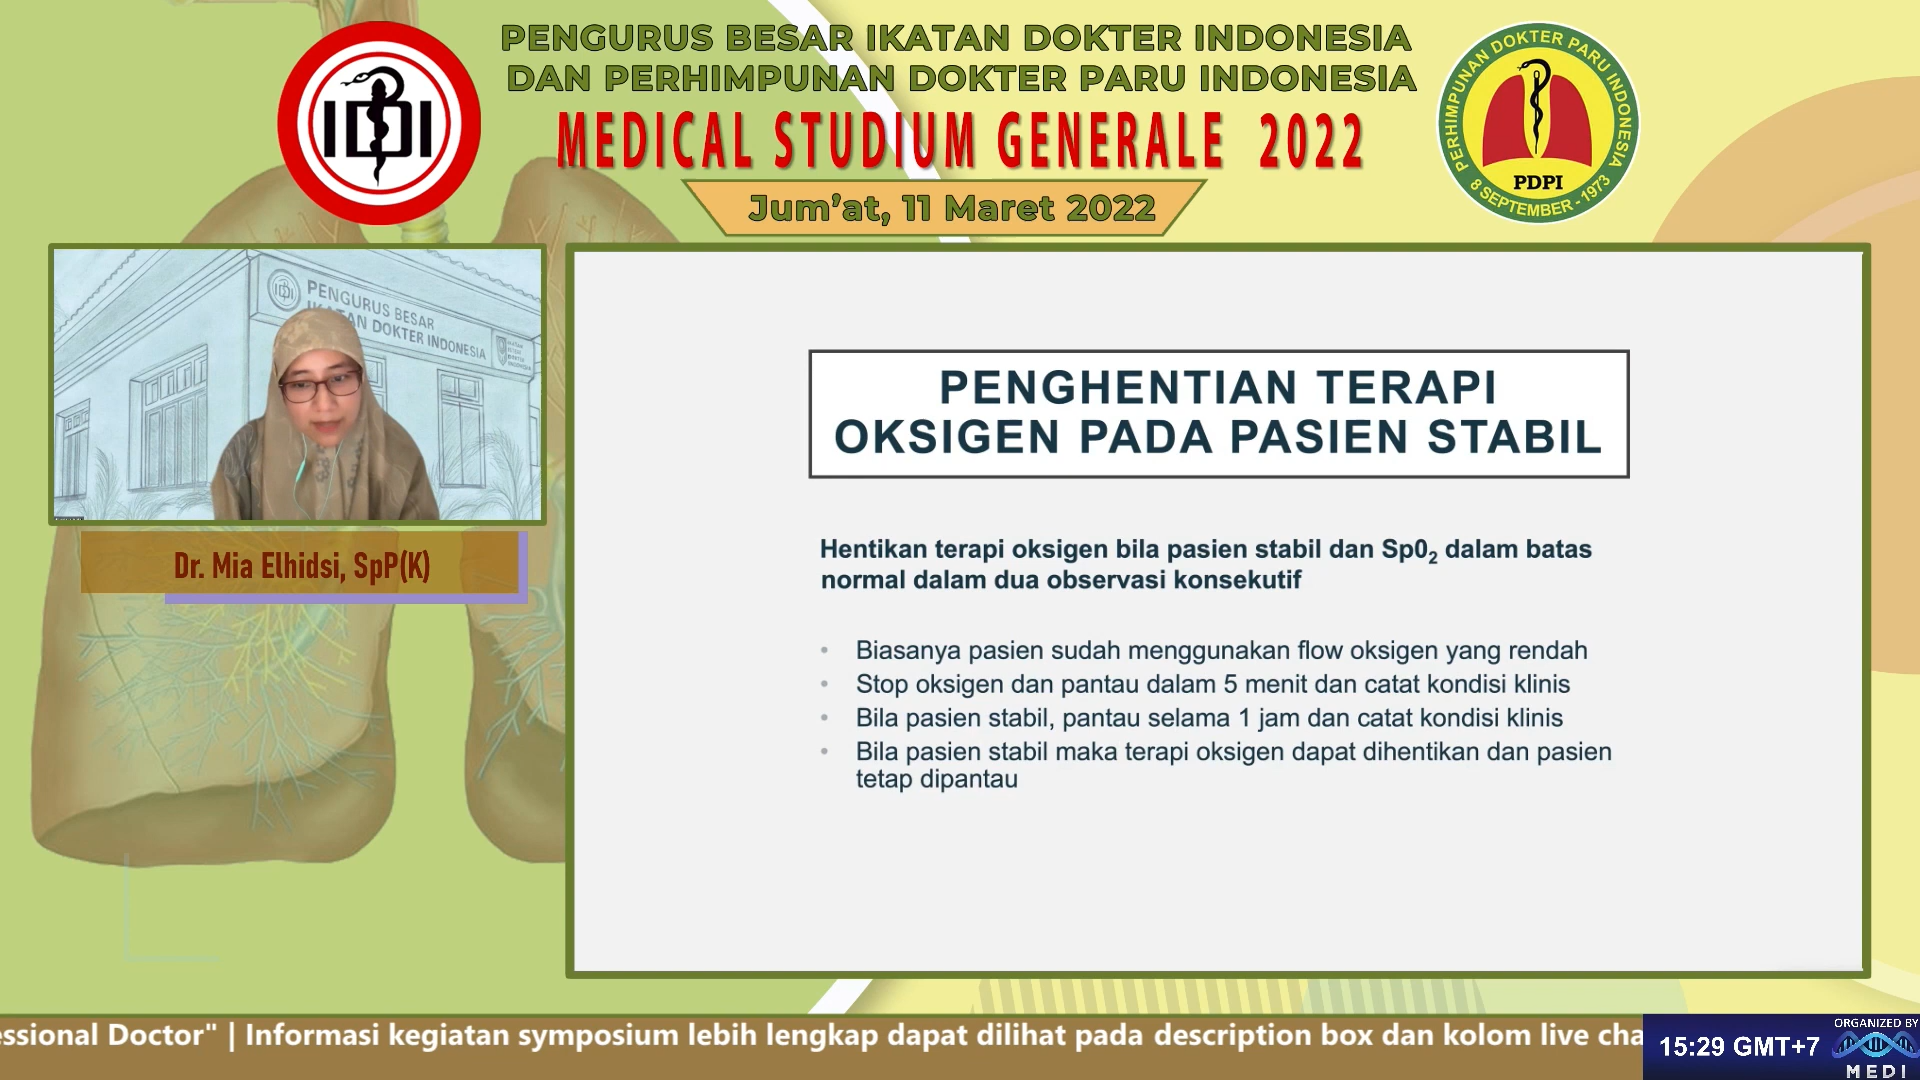 PENGURUS BESAR IKATAN DOKTER INDONESIA
DAN PERHIMPUNAN DOKTER PARU INDONESIA
MEDICAL STUDIUM GENERALE 2022
Jum'at, 11 Maret 2022
IDI
PERHIMPUNAN DOKTER PARU INDONESIA
PDPI
8 SEPTEMBER - 1973
PENGURUS BESAR
IKATAN DOKTER INDONESIA
Dr. Mia Elhidsi, SpP(K)
PENGHENTIAN TERAPI
OKSIGEN PADA PASIEN STABIL
Hentikan terapi oksigen bila pasien stabil dan Sp0₂ dalam batas
normal dalam dua observasi konsekutif
• Biasanya pasien sudah menggunakan flow oksigen yang rendah
• Stop oksigen dan pantau dalam 5 menit dan catat kondisi klinis
• Bila pasien stabil, pantau selama 1 jam dan catat kondisi klinis
• Bila pasien stabil maka terapi oksigen dapat dihentikan dan pasien
tetap dipantau
essional Doctor" | Informasi kegiatan symposium lebih lengkap dapat dilihat pada description box dan kolom live cha
15:29 GMT+7
ORGANIZED BY
MEDI